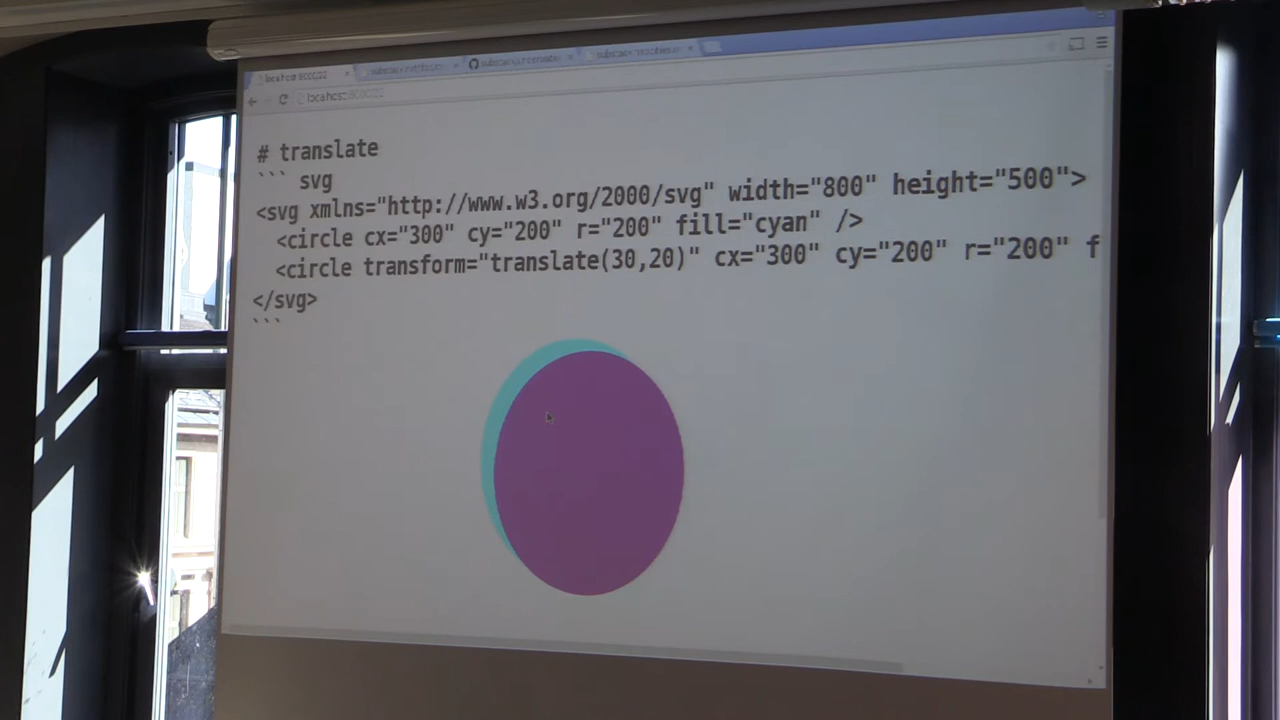 # translate
``` svg
<svg xmlns="http://www.w3.org/2000/svg" width="800" height="500">
<circle cx="300" cy="200" r="200" fill="cyan" />
<circle transform="translate(30,20)" cx="300" cy="200" r="200" f
</svg>
```